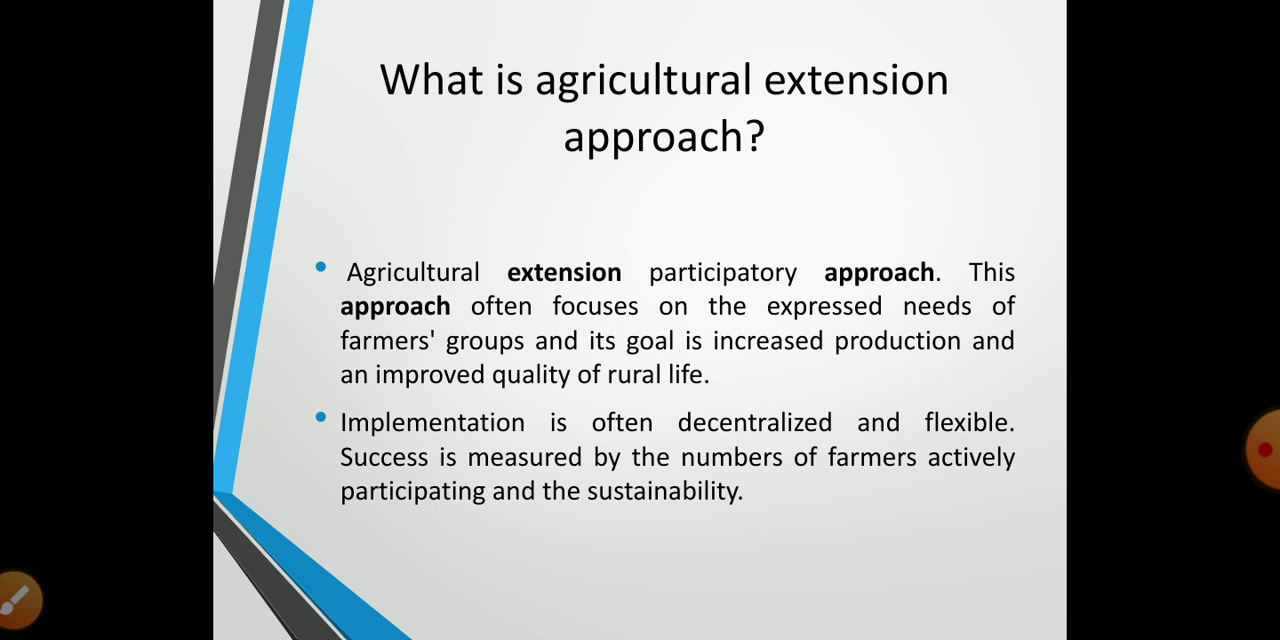 What is agricultural extension
approach?
• Agricultural extension participatory approach. This
approach often focuses on the expressed needs of
farmers' groups and its goal is increased production and
an improved quality of rural life.
• Implementation is often decentralized and flexible.
Success is measured by the numbers of farmers actively
participating and the sustainability.